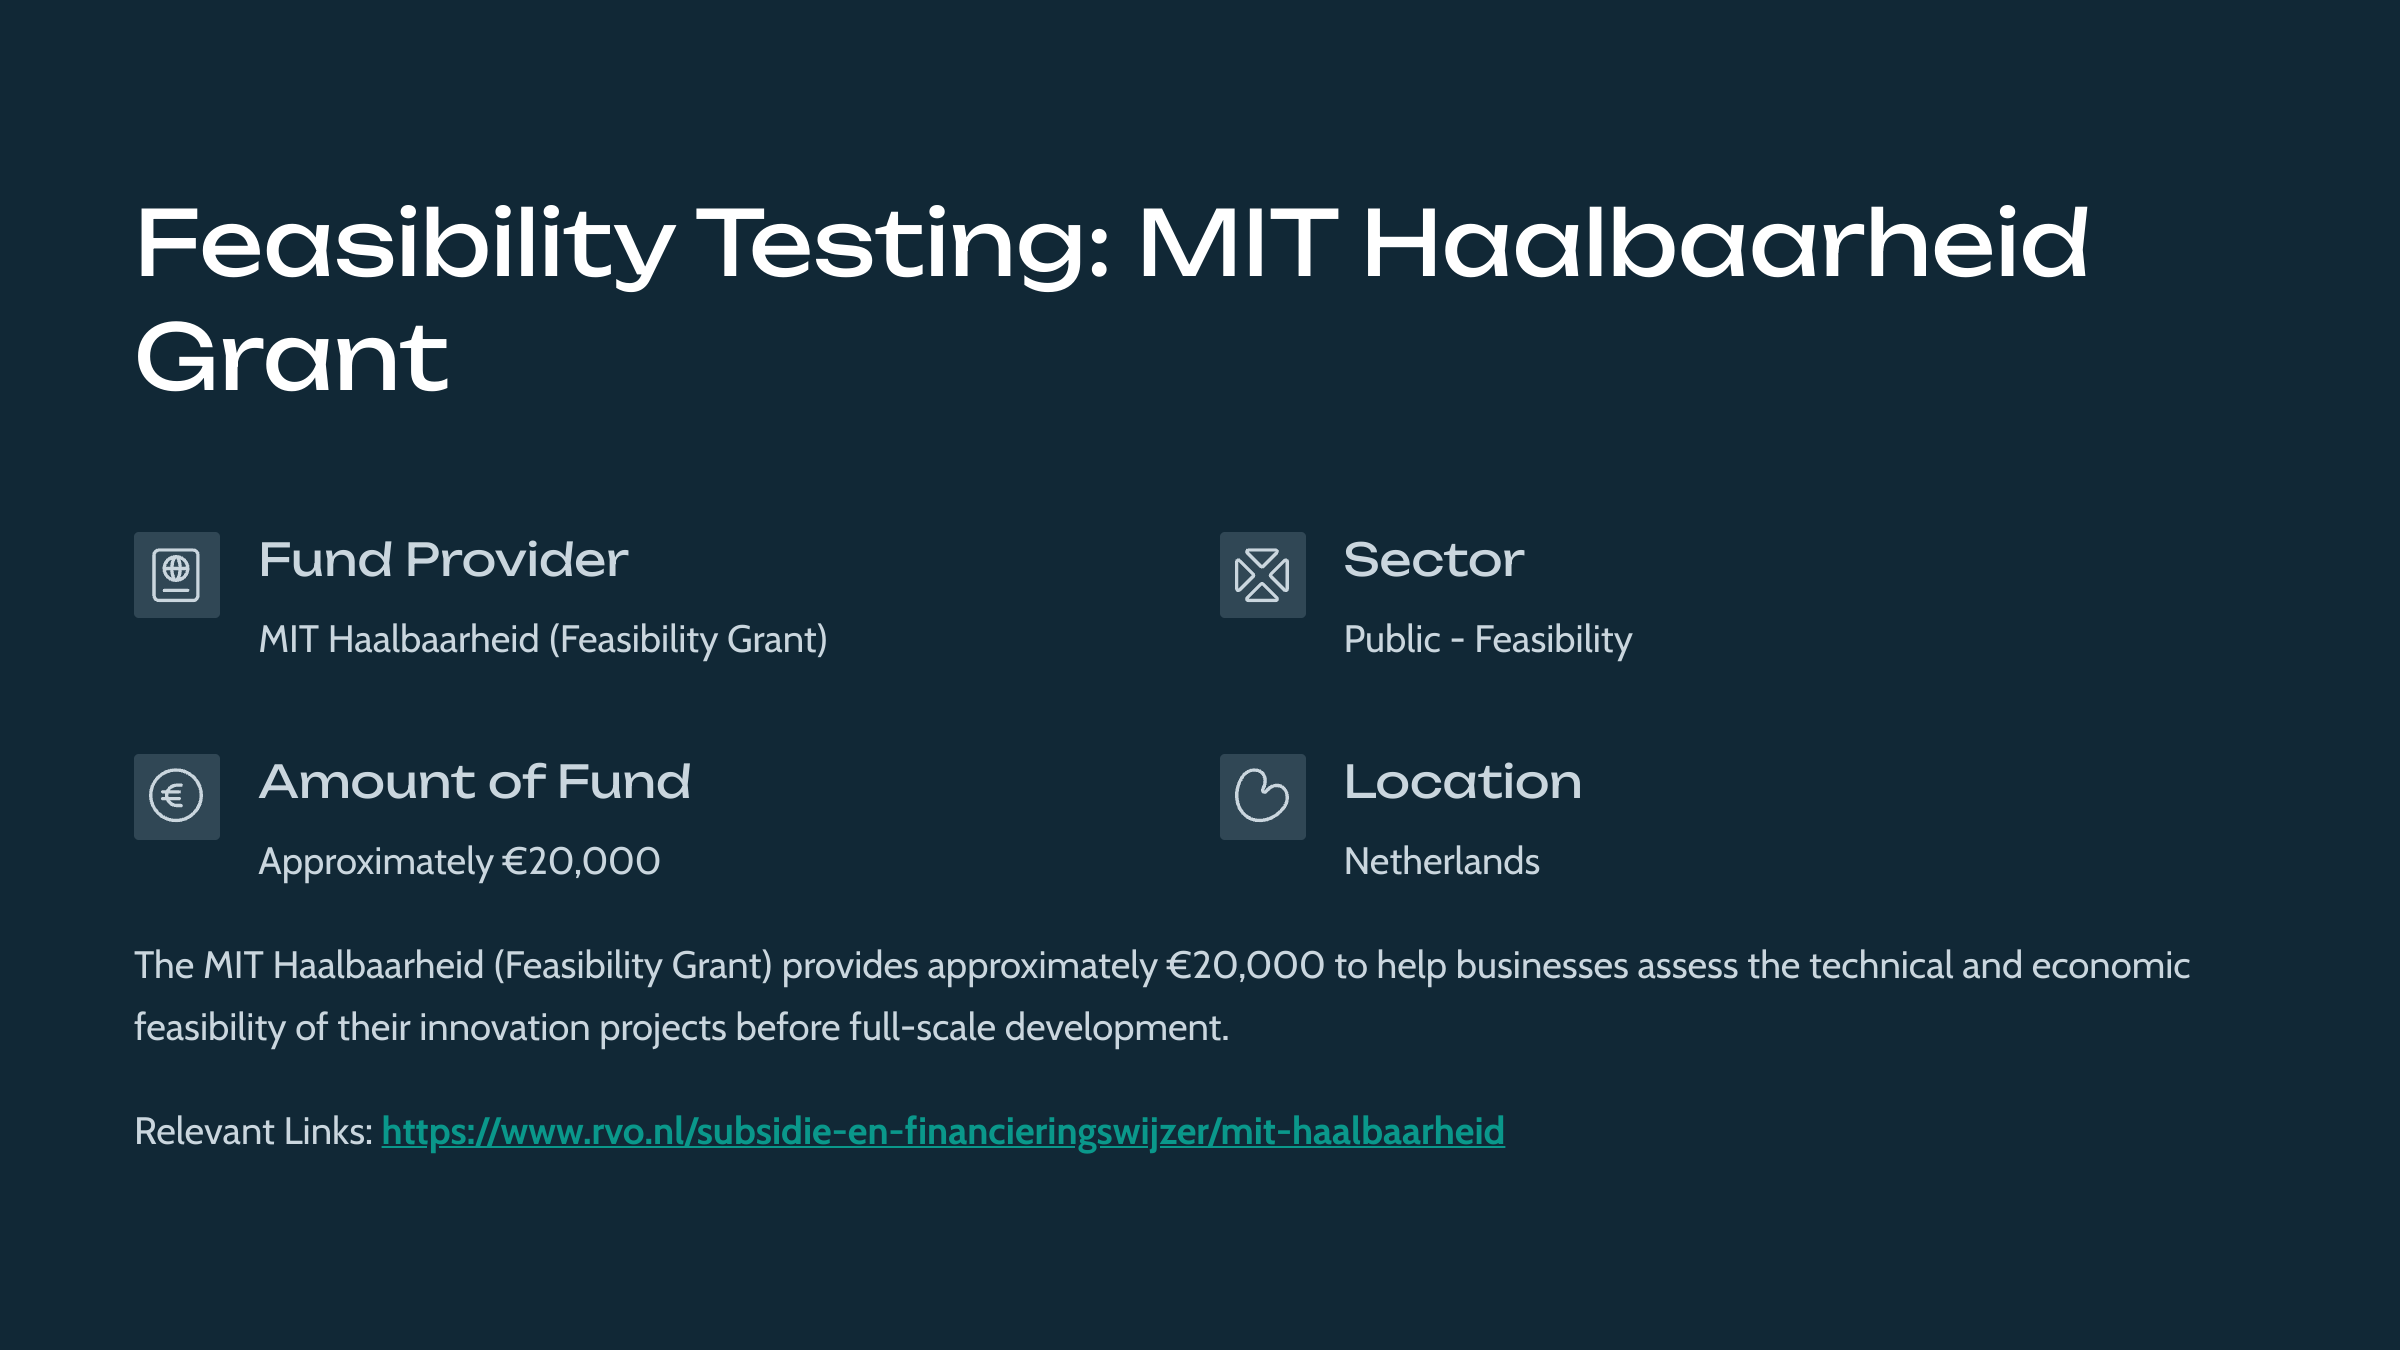 Feasibility Testing: MIT Haalbaarheid
Grant
Fund Provider
MIT Haalbaarheid (Feasibility Grant)
Sector
Public - Feasibility
Amount of Fund
Approximately €20,000
Location
Netherlands
The MIT Haalbaarheid (Feasibility Grant) provides approximately €20,000 to help businesses assess the technical and economic
feasibility of their innovation projects before full-scale development.
Relevant Links: https://www.rvo.nl/subsidie-en-financieringswijzer/mit-haalbaarheid